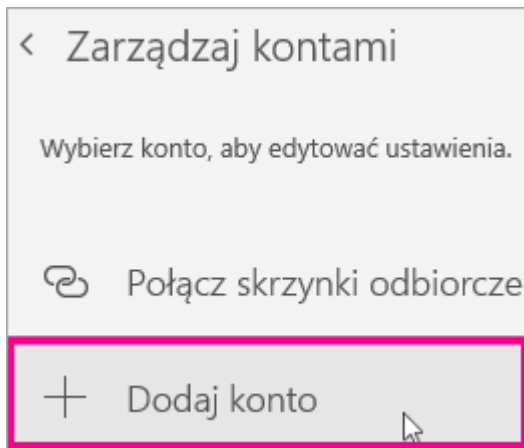 Zarządzaj kontami
Wybierz konto, aby edytować ustawienia.
Połącz skrzynki odbiorcze
Dodaj konto